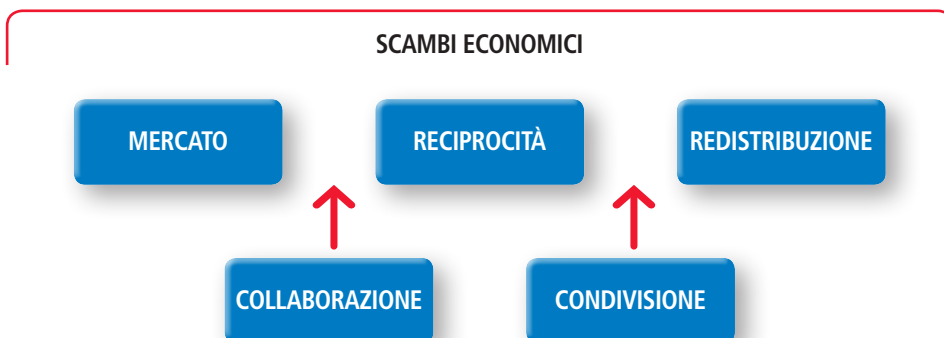 SCAMBI ECONOMICI
MERCATO
RECIPROCITÀ
REDISTRIBUZIONE
COLLABORAZIONE
CONDIVISIONE